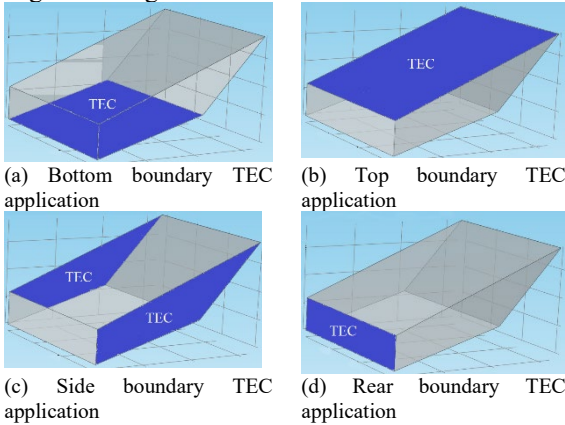 TEC
TEC
(a) Bottom boundary TEC
application
(b) Top boundary TEC
application
TEC
TEC
TEC
(c) Side boundary TEC
application
(d) Rear boundary TEC
application